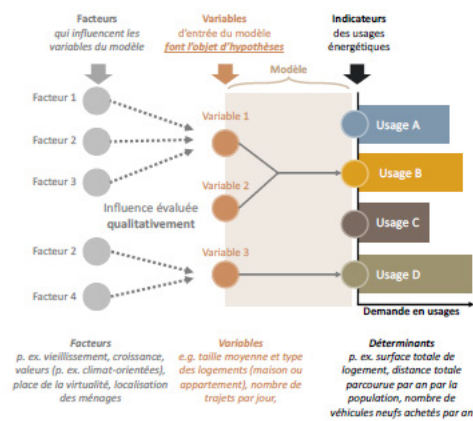 Facteurs
qui influencent les
variables du modèle
Variables
d'entrée du modèle
font l'objet d'hypothèses
Indicateurs
des usages
énergétiques
Modèle
Facteur 1
Facteur 2
Facteur 3
Facteur 2
Facteur 4
Variable 1
Variable 2
Variable 3
Influence évaluée
qualitativement
Usage A
Usage B
Usage C
Usage D
Demande en usages
Facteurs
p. ex. vieillissement, croissance,
valeurs (p. ex. climat-orientées),
place de la virtualité, localisation
des ménages
Variables
e.g. taille moyenne et type
des logements (maison ou
appartement), nombre de
trajets par jour,
Déterminants
p. ex. surface totale de
logement, distance totale
parcourue par an par la
population, nombre de
véhicules neufs achetés par an